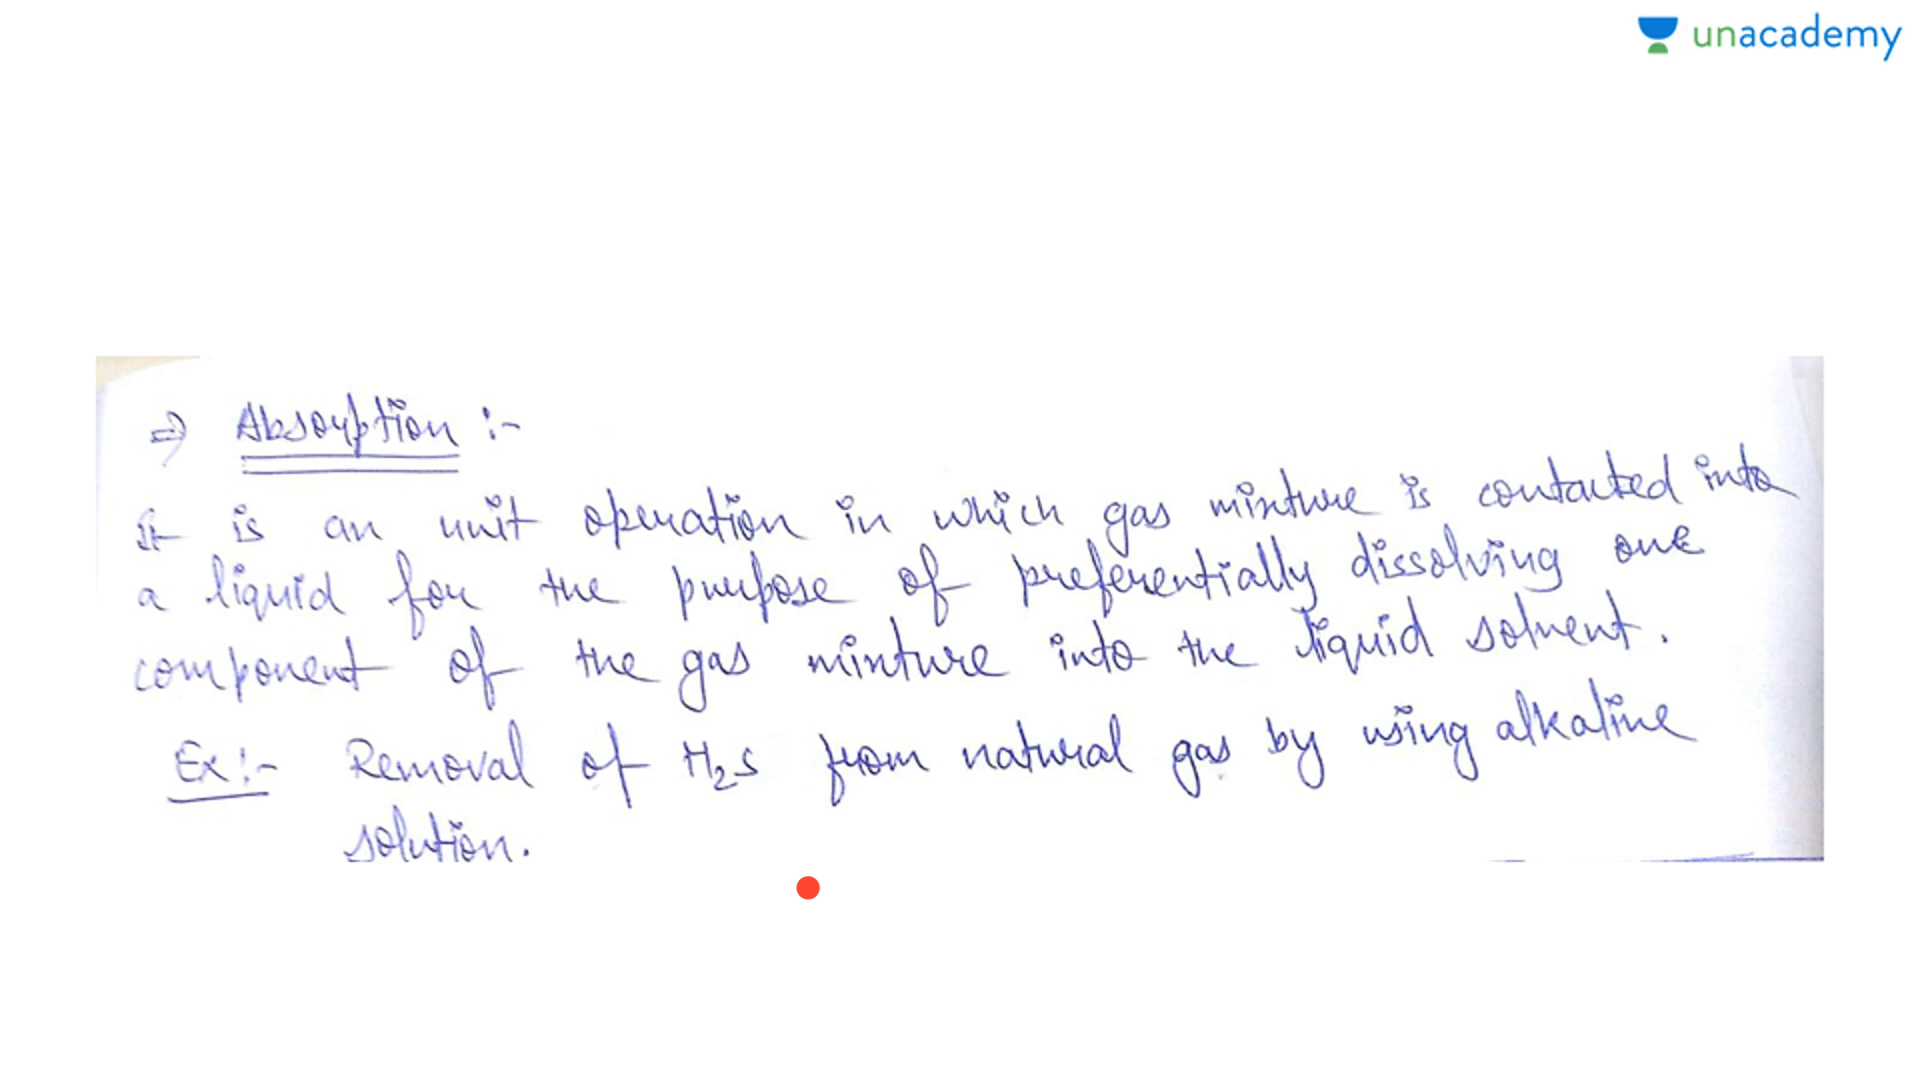 unacademy
⇒ Absorption :-
It is an unit operation in which gas mixture is contacted into
a liquid for the purpose of preferentially dissolving one
component of the gas mixture into the liquid solvent.
Ex:- Removal of H₂S from natural gas by using alkaline
solution.